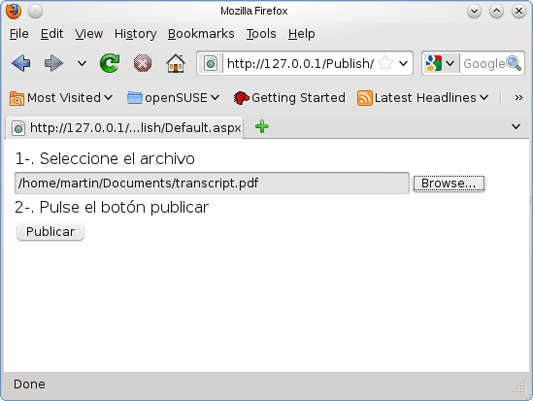 Mozilla Firefox
File Edit View History Bookmarks Tools Help
http://127.0.0.1/Publish/ Google
Most Visited openSUSE Getting Started Latest Headlines »
http://127.0.0.1/...lish/Default.aspx
1-. Seleccione el archivo
/home/martin/Documents/transcript.pdf Browse...
2-. Pulse el botón publicar
Publicar
Done